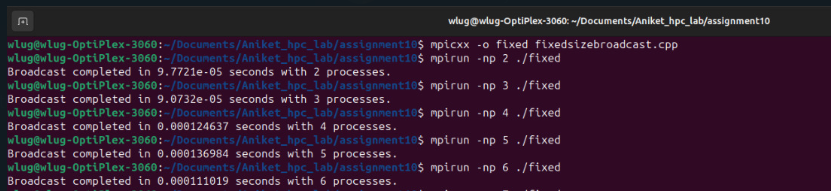 wlug@wlug-OptiPlex-3060: ~/Documents/Aniket_hpc_lab/assignment10
wlug@wlug-OptiPlex-3060:~/Documents/Aniket_hpc_lab/assignment10$ mpicxx -o fixed fixedsizebroadcast.cpp
wlug@wlug-OptiPlex-3060:~/Documents/Aniket_hpc_lab/assignment10$ mpirun -np 2 ./fixed
Broadcast completed in 9.7721e-05 seconds with 2 processes.
wlug@wlug-OptiPlex-3060:~/Documents/Aniket_hpc_lab/assignment10$ mpirun -np 3 ./fixed
Broadcast completed in 9.0732e-05 seconds with 3 processes.
wlug@wlug-OptiPlex-3060:~/Documents/Aniket_hpc_lab/assignment10$ mpirun -np 4 ./fixed
Broadcast completed in 0.000124637 seconds with 4 processes.
wlug@wlug-OptiPlex-3060:~/Documents/Aniket_hpc_lab/assignment10$ mpirun -np 5 ./fixed
Broadcast completed in 0.000136984 seconds with 5 processes.
wlug@wlug-OptiPlex-3060:~/Documents/Aniket_hpc_lab/assignment10$ mpirun -np 6 ./fixed
Broadcast completed in 0.000111019 seconds with 6 processes.